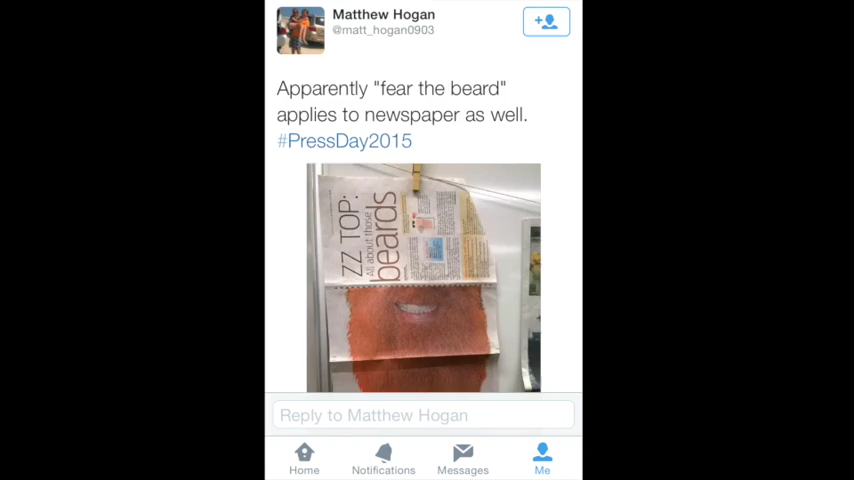 Matthew Hogan
@matt_hogan0903
Apparently "fear the beard"
applies to newspaper as well.
#PressDay2015
ZZ TOP:
All about those
beards
Reply to Matthew Hogan
Home
Notifications
Messages
Me